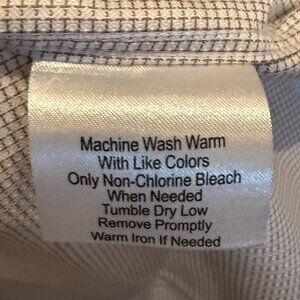 Machine Wash Warm
With Like Colors
Only Non-Chlorine Bleach
When Needed
Tumble Dry Low
Remove Promptly
Warm Iron If Needed